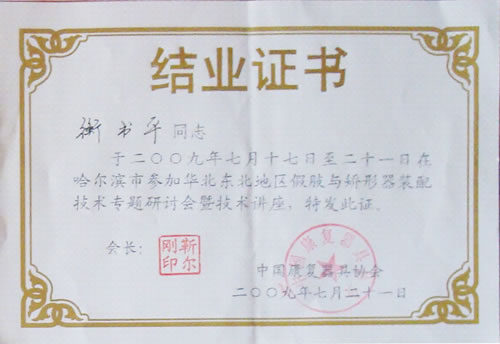 结业证书
衡书平同志
于二〇〇九年七月十七日至二十一日在
哈尔滨市参加华北东北地区假肢与矫形器装配
技术专题研讨会暨技术讲座，特发此证。
会长：
靳尔刚印
中国康复器具协会
二〇〇九年七月二十一日